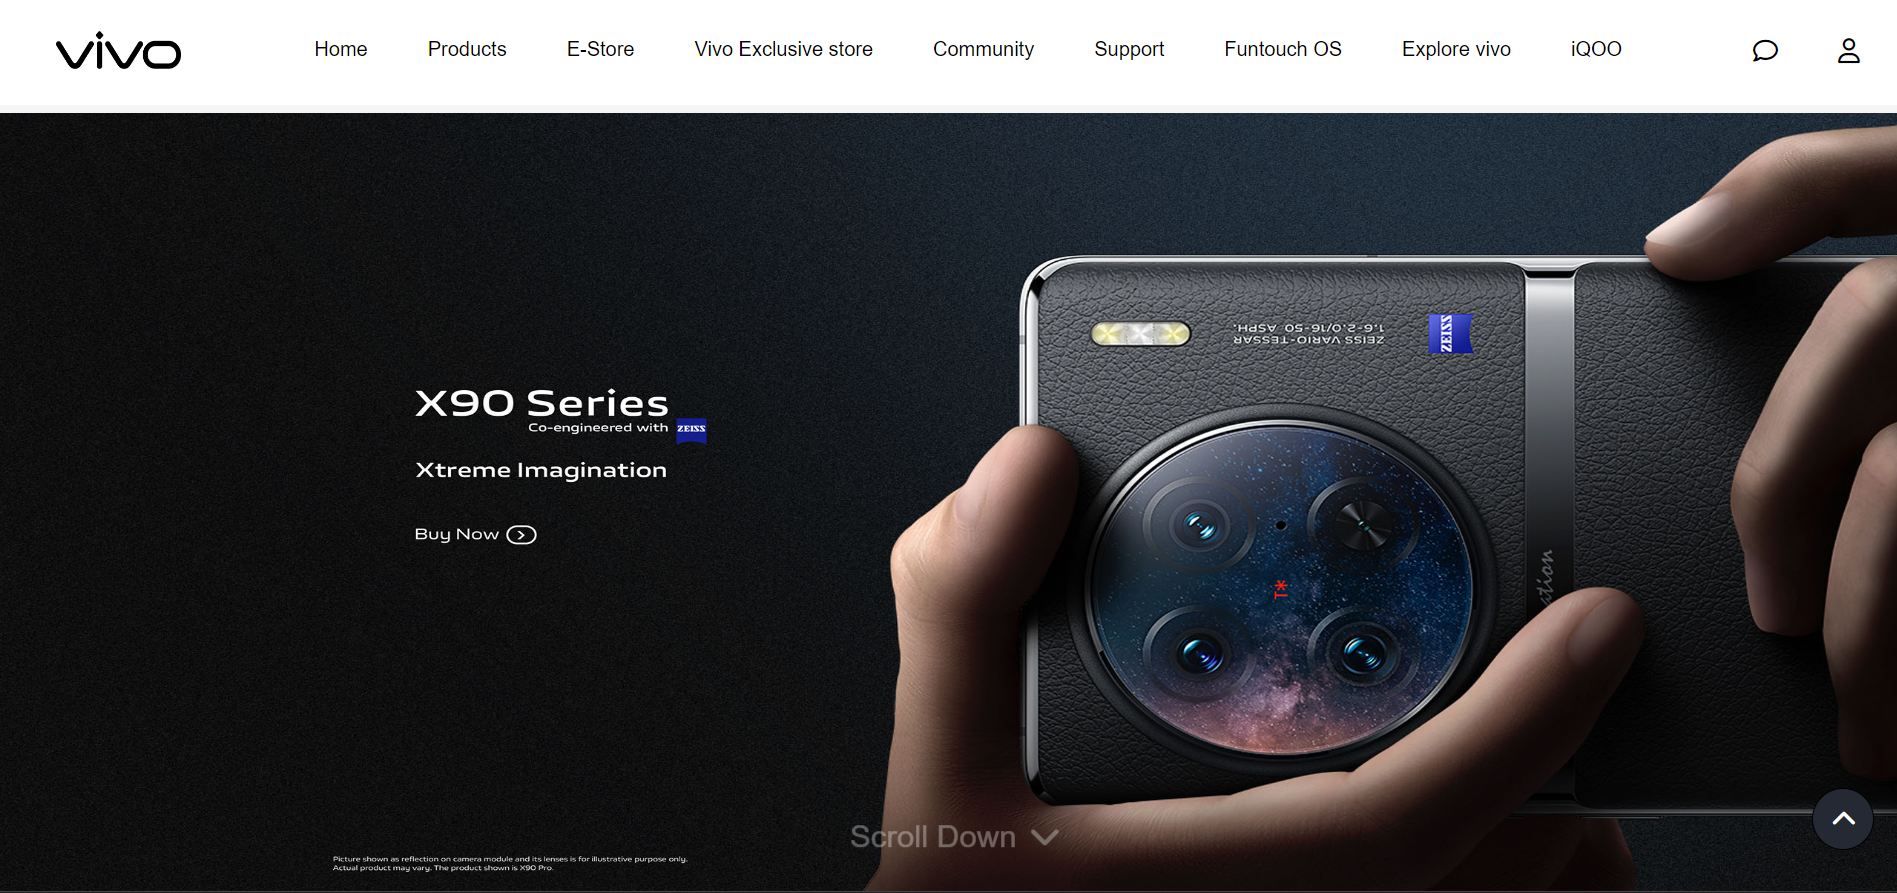 vivo
Home
Products
E-Store
Vivo Exclusive store
Community
Support
Funtouch OS
Explore vivo
iQOO
ZEISS VARIO-TESSAR
1.6-2.0/16-50 ASPH.
ZEISS
X90 Series
Co-engineered with ZEISS
Xtreme Imagination
Buy Now
T*
Scroll Down
Picture shown as reflection on camera module and its lenses is for illustrative purpose only.
Actual product may vary. The product shown is X90 Pro.